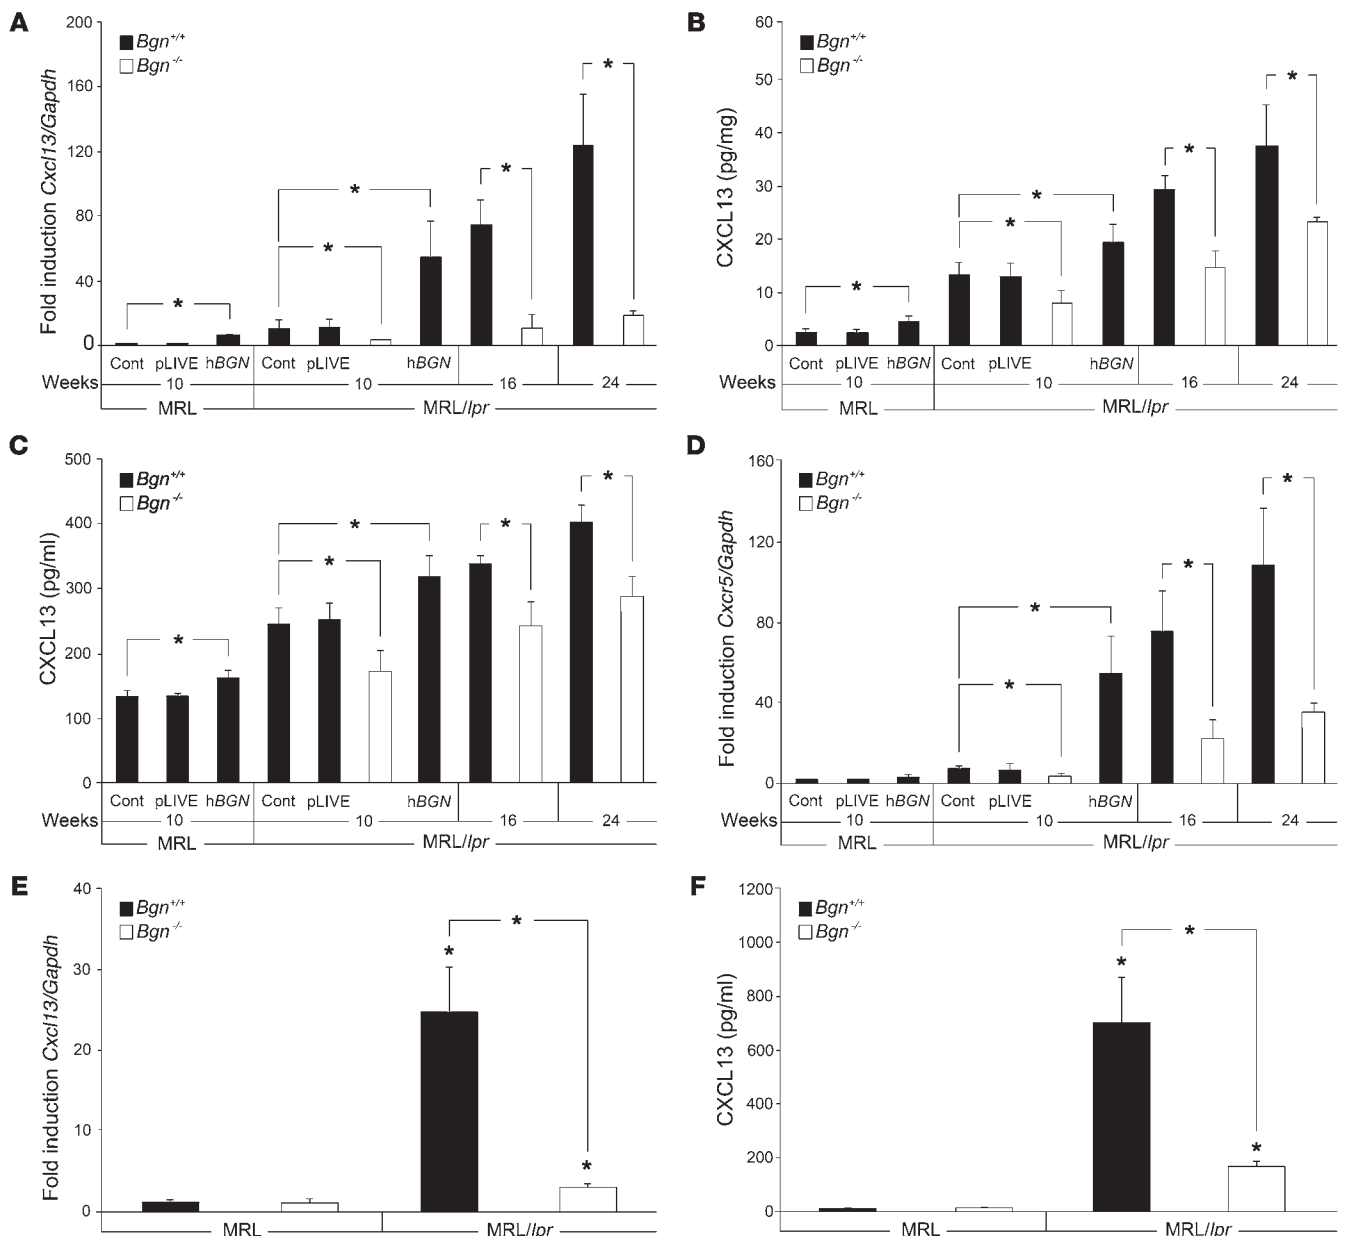 A
Fold induction Cxcl13/Gapdh
200
160
120
80
40
0
Bgn+/+
Bgn-/-
*
*
*
*
*
Cont pLIVE hBGN Cont pLIVE hBGN
Weeks 10 10 16 24
MRL MRL/lpr
B
CXCL13 (pg/mg)
60
50
40
30
20
10
0
Bgn+/+
Bgn-/-
*
*
*
*
*
Cont pLIVE hBGN Cont pLIVE hBGN
Weeks 10 10 16 24
MRL MRL/lpr
C
CXCL13 (pg/ml)
500
400
300
200
100
0
Bgn+/+
Bgn-/-
*
*
*
*
*
Cont pLIVE hBGN Cont pLIVE hBGN
Weeks 10 10 16 24
MRL MRL/lpr
D
Fold induction Cxcr5/Gapdh
160
120
80
40
0
Bgn+/+
Bgn-/-
*
*
*
*
Cont pLIVE hBGN Cont pLIVE hBGN
Weeks 10 10 16 24
MRL MRL/lpr
E
Fold induction Cxcl13/Gapdh
40
30
20
10
0
Bgn+/+
Bgn-/-
*
*
*
MRL MRL/lpr
F
CXCL13 (pg/ml)
1200
1000
800
600
400
200
0
Bgn+/+
Bgn-/-
*
*
*
MRL MRL/lpr